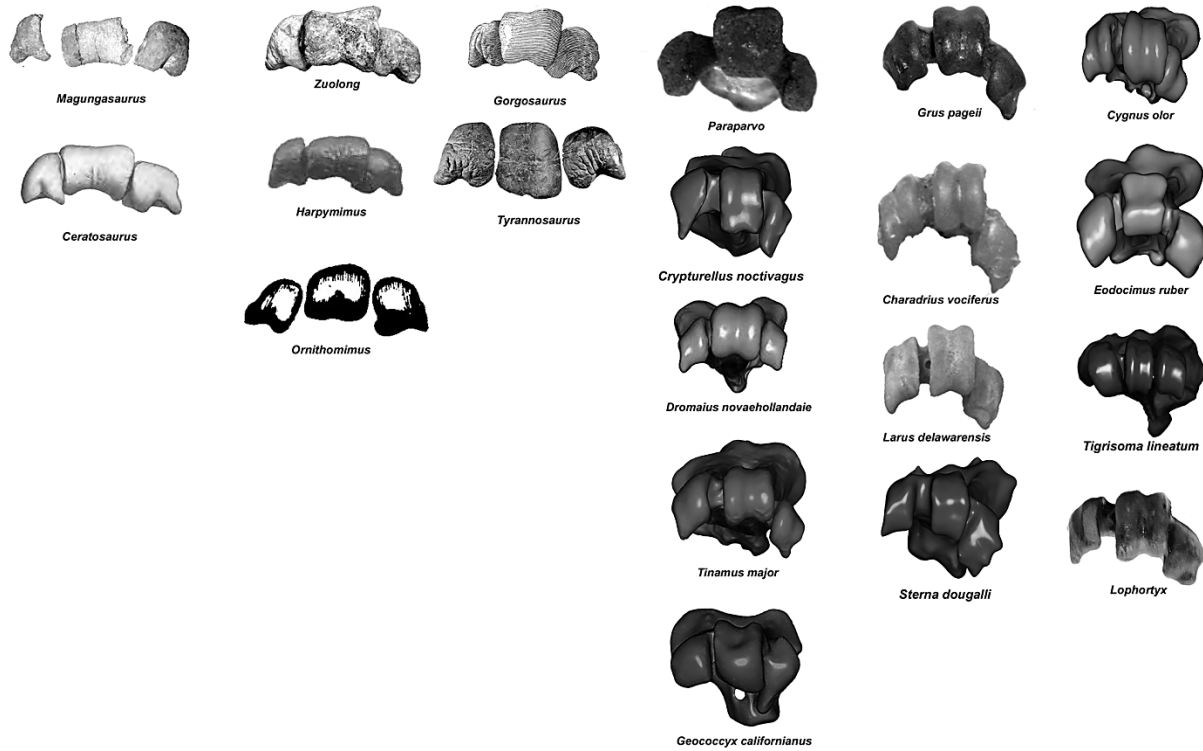 Magungasaurus
Zuolong
Gorgosaurus
Paraparvo
Grus pageii
Cygnus olor
Ceratosaurus
Harpymimus
Tyrannosaurus
Crypturellus noctivagus
Charadrius vociferus
Eodocimus ruber
Ornithomimus
Dromaius novaehollandaie
Larus delawarensis
Tigrisoma lineatum
Tinamus major
Sterna dougalli
Lophortyx
Geococcyx californianus